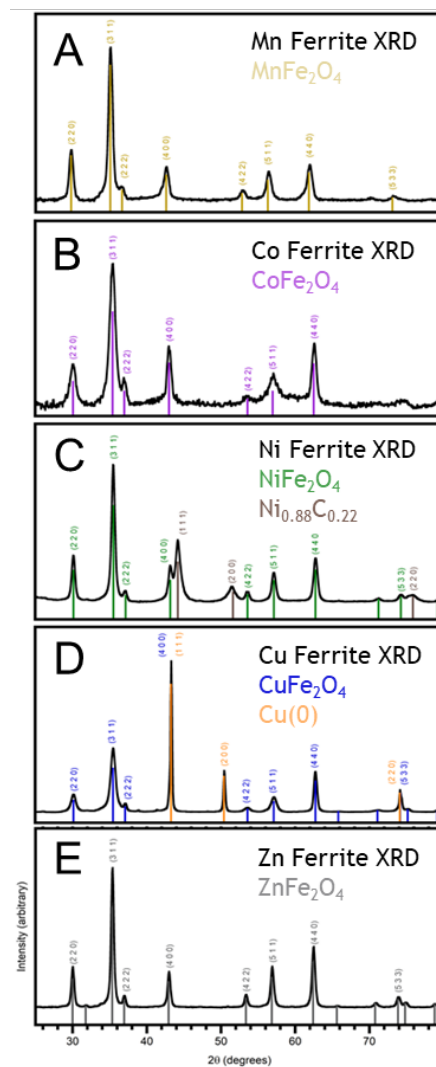 A
Mn Ferrite XRD
MnFe₂O₄
(220)
(311)
(222)
(400)
(422)
(511)
(440)
(533)
B
Co Ferrite XRD
CoFe₂O₄
(220)
(311)
(222)
(400)
(422)
(511)
(440)
C
Ni Ferrite XRD
NiFe₂O₄
Ni₀.₈₈C₀.₂₂
(220)
(311)
(222)
(400)
(111)
(200)
(422)
(511)
(440
(533)
(220)
D
Cu Ferrite XRD
CuFe₂O₄
Cu(0)
(220)
(311)
(222)
(400)
(111)
(200)
(422)
(511)
(440)
(220)
(533)
E
Zn Ferrite XRD
ZnFe₂O₄
(220)
(311)
(222)
(400)
(422)
(511)
(440)
(533)
Intensity (arbitrary)
30 40 50 60 70
2θ (degrees)